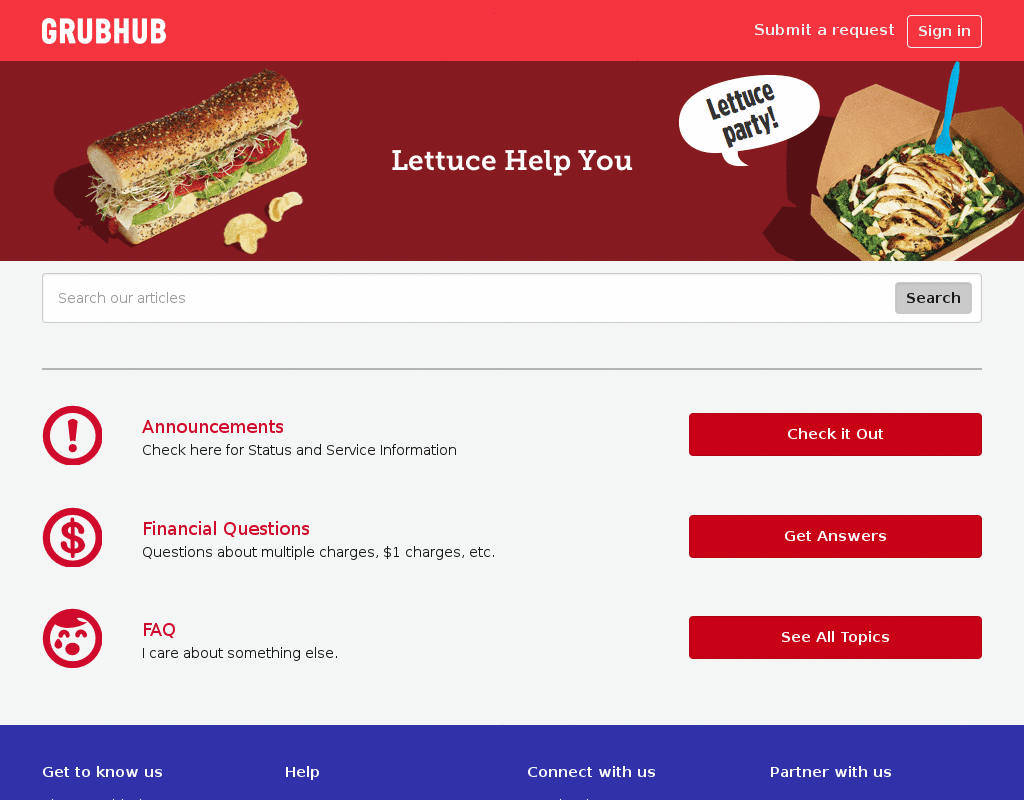 GRUBHUB
Submit a request
Sign in
Lettuce Help You
Lettuce
party!
Search our articles
Search
Announcements
Check here for Status and Service Information
Check it Out
Financial Questions
Questions about multiple charges, $1 charges, etc.
Get Answers
FAQ
I care about something else.
See All Topics
Get to know us
Help
Connect with us
Partner with us